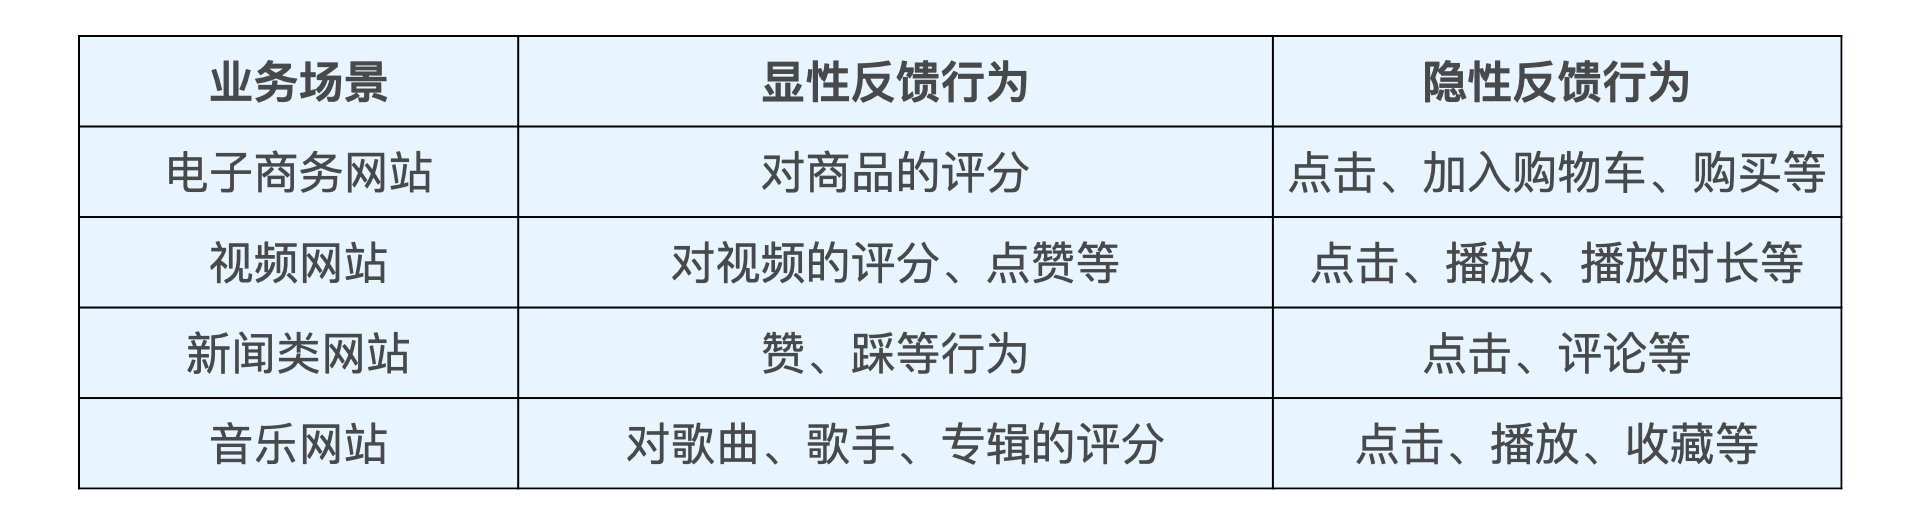 业务场景 显性反馈行为 隐性反馈行为
电子商务网站 对商品的评分 点击、加入购物车、购买等
视频网站 对视频的评分、点赞等 点击、播放、播放时长等
新闻类网站 赞、踩等行为 点击、评论等
音乐网站 对歌曲、歌手、专辑的评分 点击、播放、收藏等